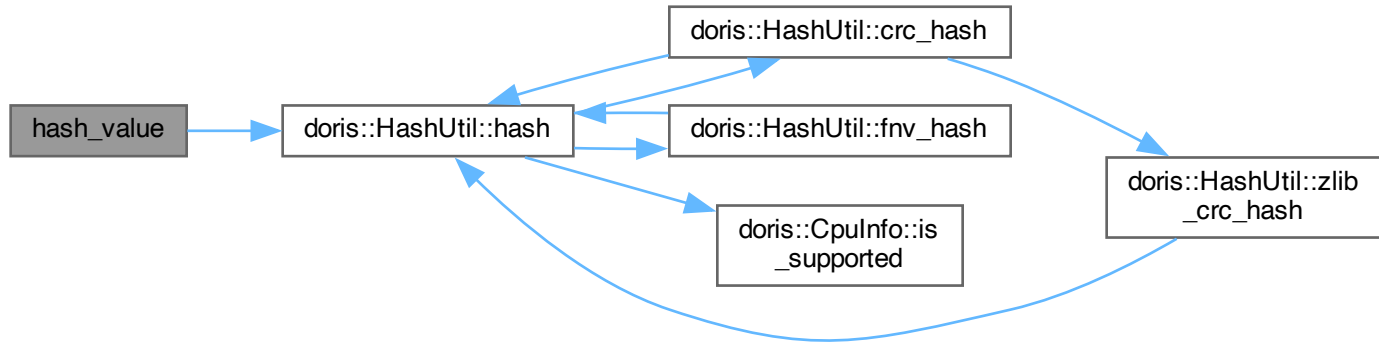 hash_value
doris::HashUtil::hash
doris::HashUtil::crc_hash
doris::HashUtil::fnv_hash
doris::CpuInfo::is
_supported
doris::HashUtil::zlib
_crc_hash